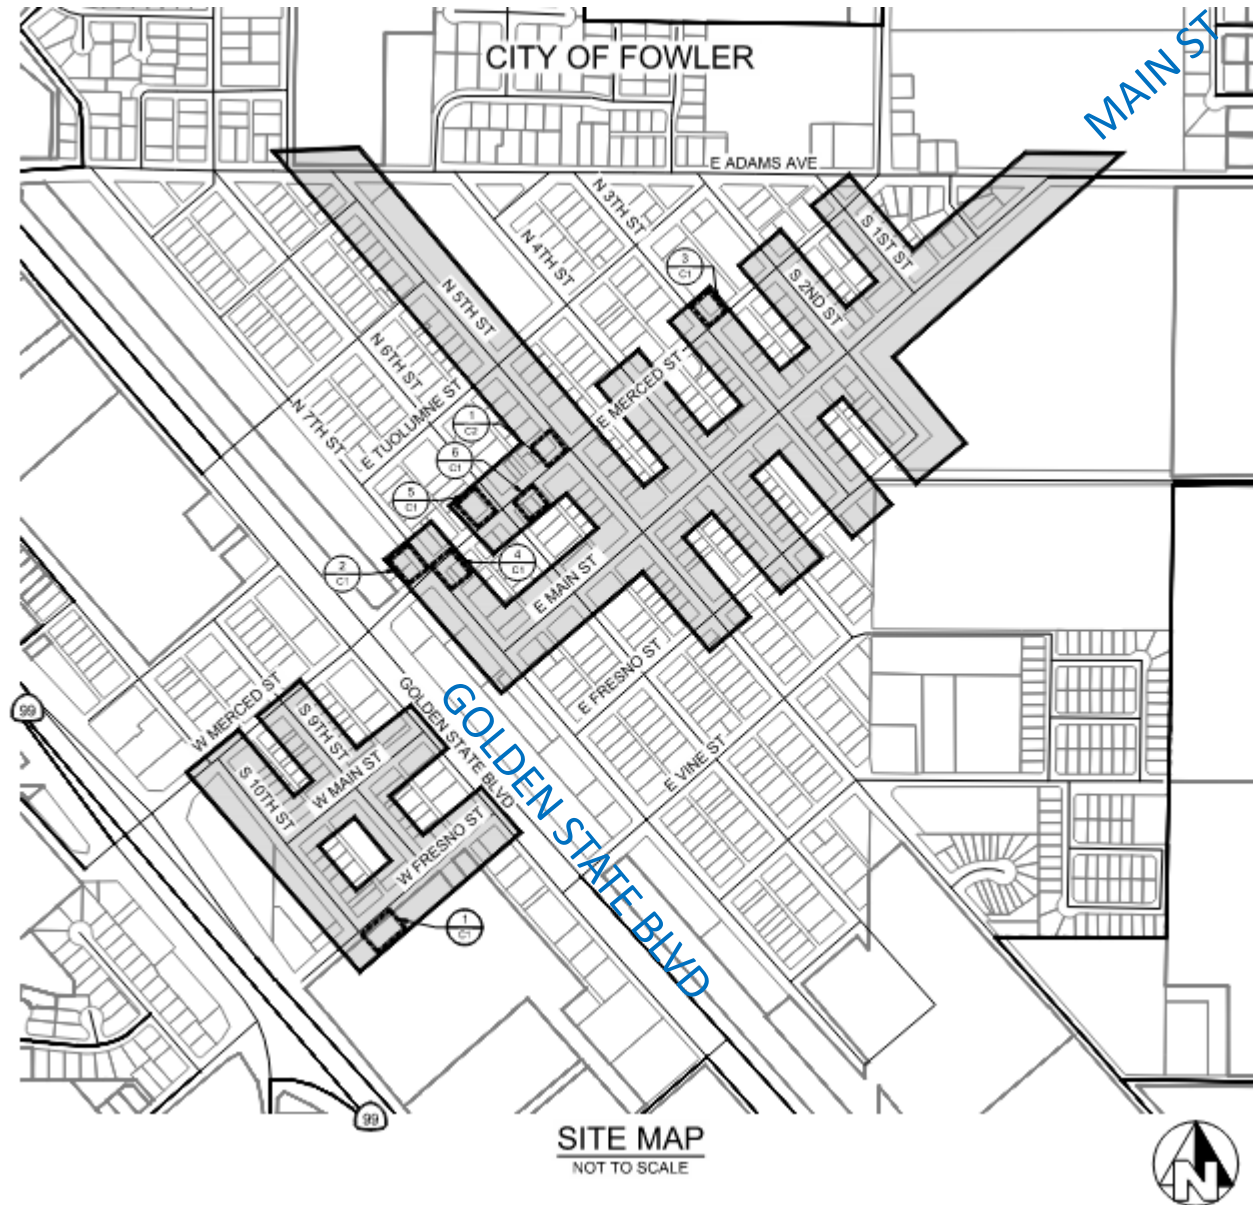 CITY OF FOWLER
MAIN ST
E ADAMS AVE
N 3TH ST
N 4TH ST
S 1ST ST
3
C1
S 2ND ST
N 5TH ST
N 6TH ST
E MERCED ST
E TUOLUMNE ST
N 7TH ST
1
C2
6
C1
5
C1
2
C1
4
C1
E MAIN ST
E FRESNO ST
W MERCED ST
GOLDEN STATE BLVD
GOLDEN STATE BLVD
99
S 9TH ST
W MAIN ST
S 10TH ST
E VINE ST
W FRESNO ST
1
C1
99
SITE MAP
NOT TO SCALE
N